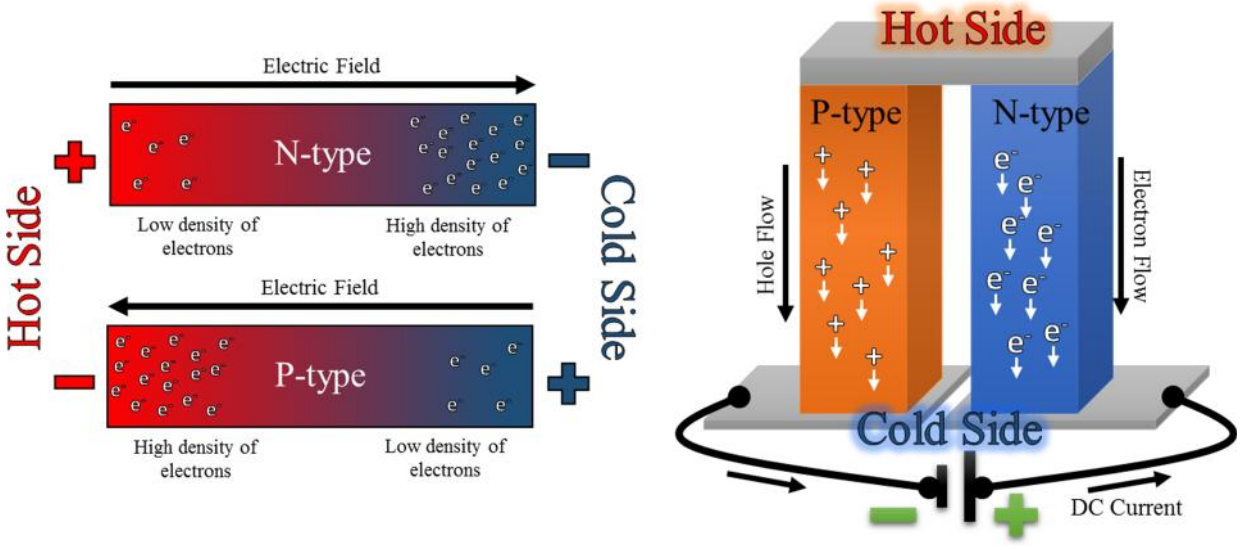 Electric Field
e⁻ e⁻ e⁻ e⁻ e⁻
N-type
e⁻ e⁻ e⁻ e⁻ e⁻ e⁻ e⁻ e⁻ e⁻ e⁻ e⁻ e⁻ e⁻ e⁻ e⁻ e⁻
+
−
Low density of
electrons
High density of
electrons
Hot Side
Cold Side
Electric Field
e⁻ e⁻ e⁻ e⁻ e⁻ e⁻ e⁻ e⁻ e⁻ e⁻ e⁻ e⁻ e⁻ e⁻ e⁻ e⁻
P-type
e⁻ e⁻ e⁻ e⁻ e⁻
−
+
High density of
electrons
Low density of
electrons
Hot Side
P-type
N-type
+ + + + + + + +
e⁻ e⁻ e⁻ e⁻ e⁻ e⁻ e⁻ e⁻
Hole Flow
Electron Flow
Cold Side
− +
DC Current